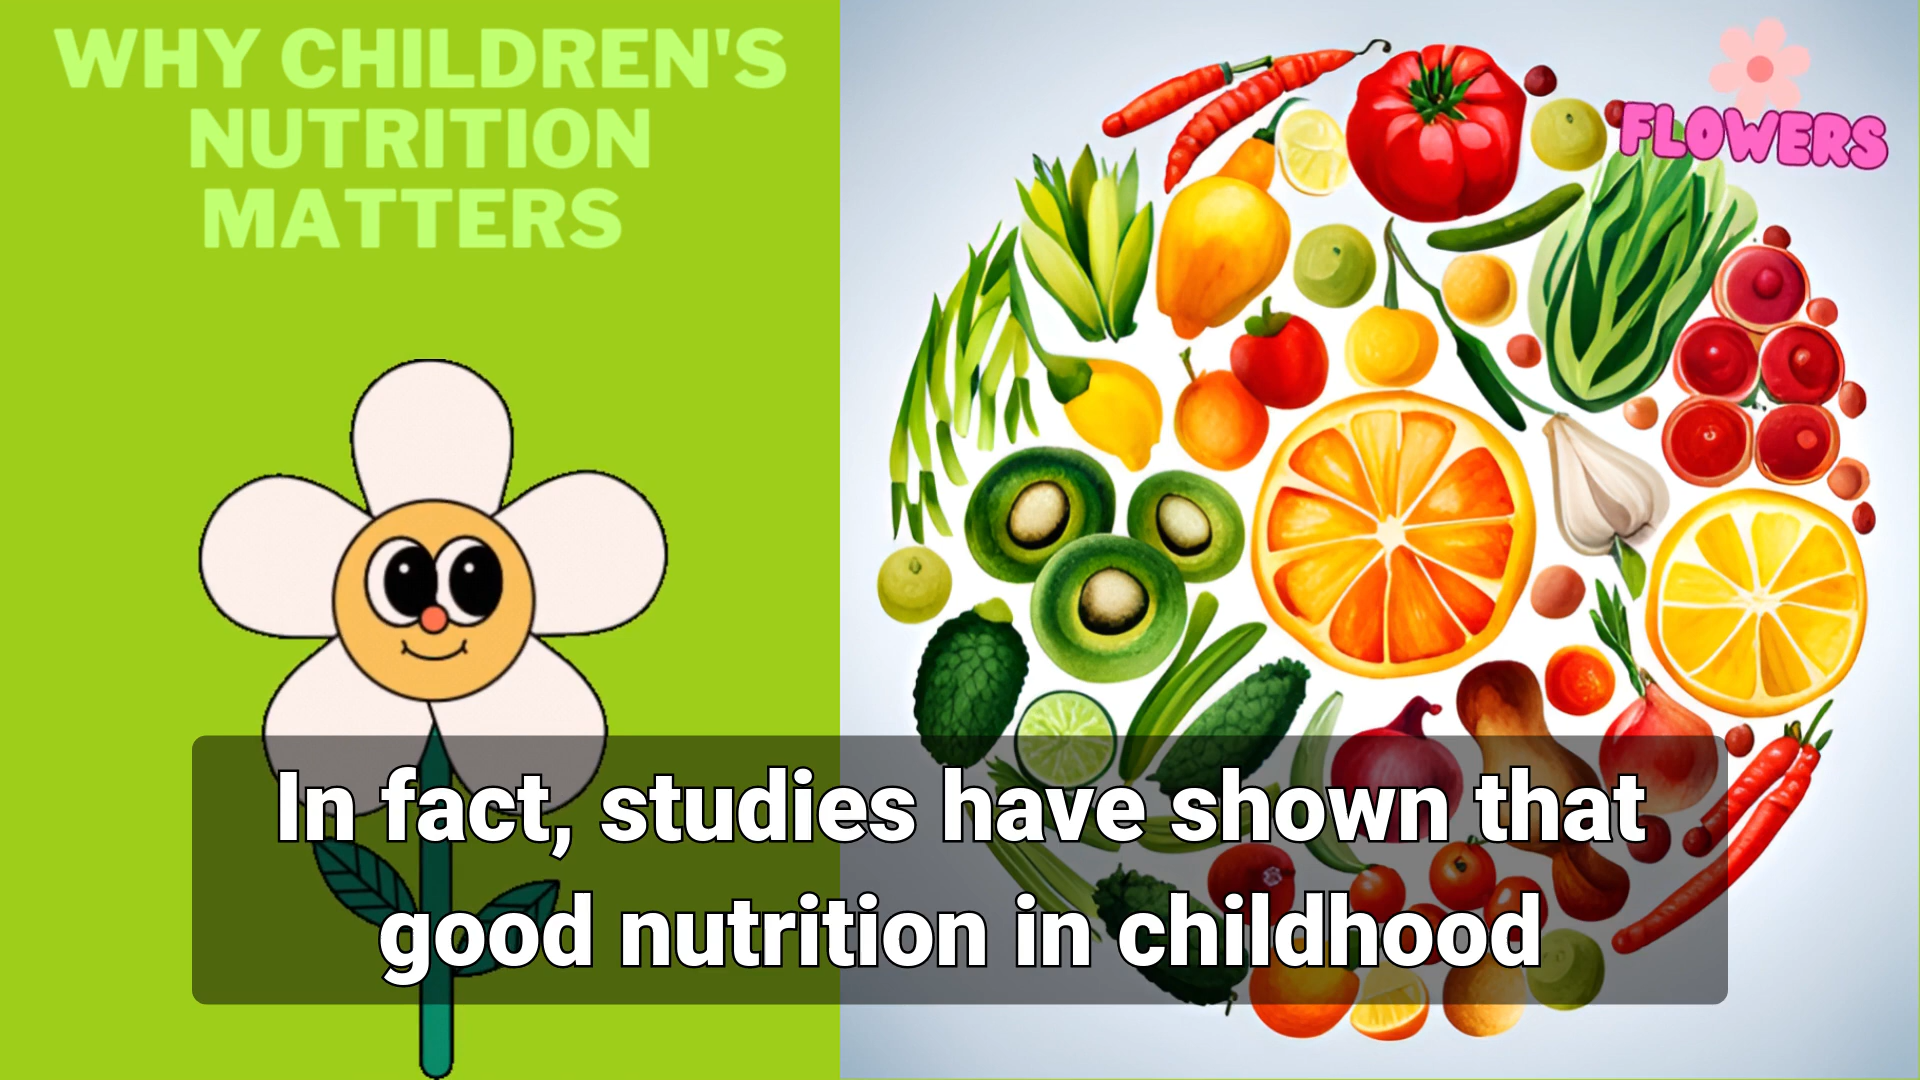 WHY CHILDREN'S
NUTRITION
MATTERS
FLOWERS
In fact, studies have shown that
good nutrition in childhood